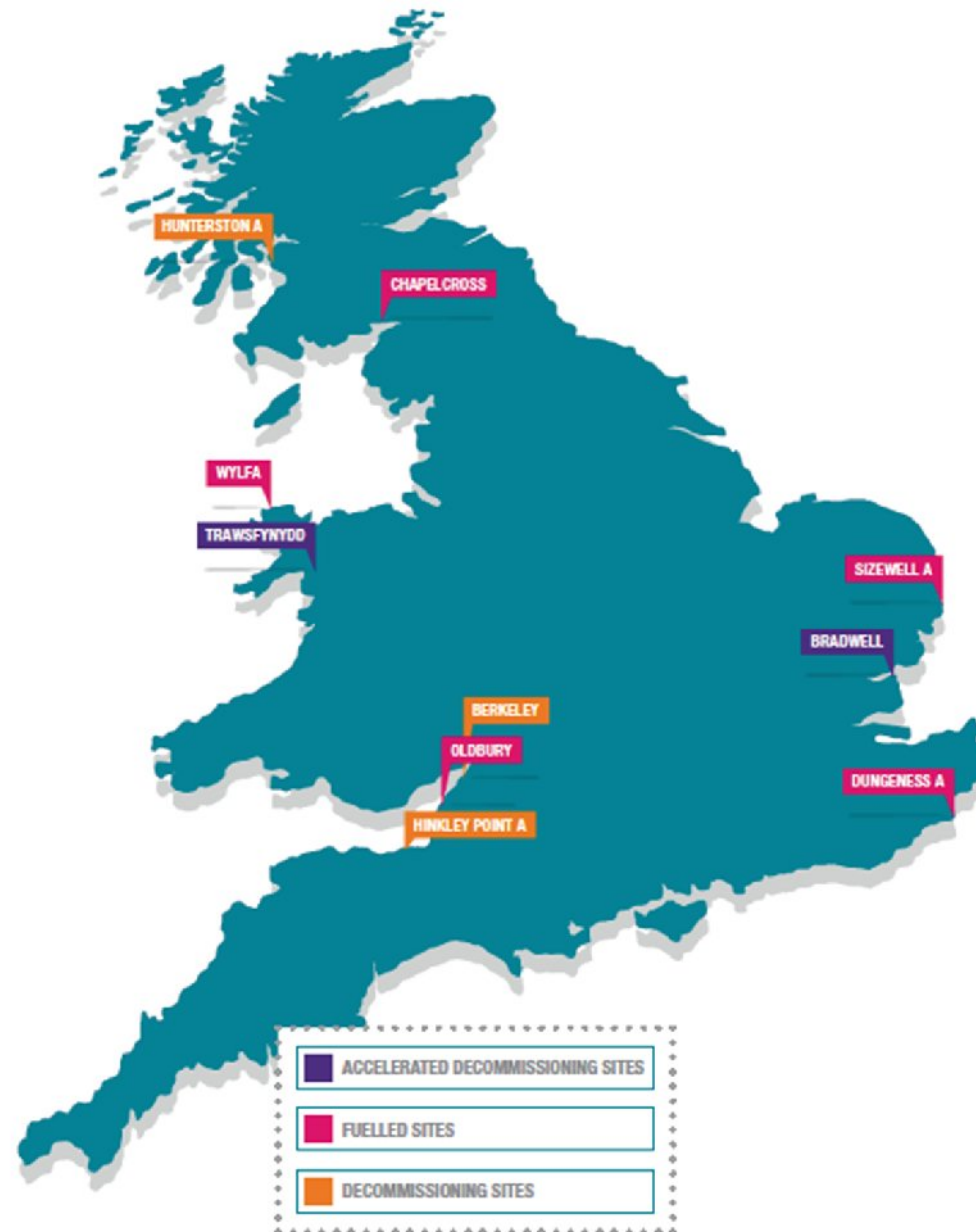 HUNTERSTON A
CHAPELCROSS
WYLFA
TRAWSFYNYDD
SIZEWELL A
BRADWELL
BERKELEY
OLDBURY
DUNGENESS A
HINKLEY POINT A
ACCELERATED DECOMMISSIONING SITES
FUELLED SITES
DECOMMISSIONING SITES